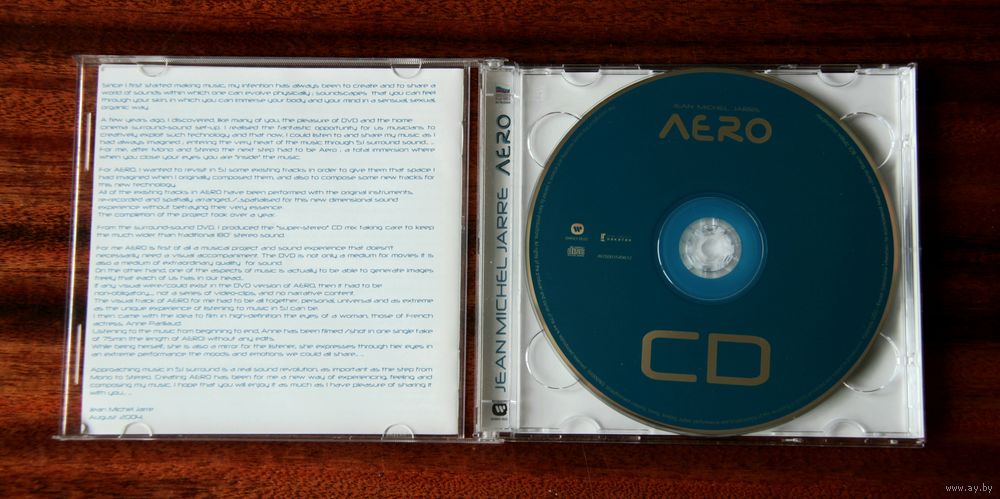 Since I first started making music, my intention has always been to create and to share a
world of sounds within which one can evolve physically : soundscapes that you can feel
through your skin, in which you can immerse your body and your mind in a sensual, sexual,
organic way.
A few years ago, I discovered, like many of you, the pleasure of DVD and the home
cinema surround-sound set-up. I realised the fantastic opportunity for us musicians to
creatively exploit such technology and that now, I could listen to and share my music as I
had always imagined ; entering the very heart of the music through 5.1 surround sound, ...
For me, after Mono and Stereo the next step had to be Aero , a total immersion where
when you close your eyes you are "inside" the music.
For AERO, I wanted to revisit in 5.1 some existing tracks in order to give them that space I
had imagined when I originally composed them, and also to compose some new tracks for
this new technology.
All of the existing tracks in AERO have been performed with the original instruments,
re-recorded and spatially arranged.../...spatialised for this new dimensional sound
experience without betraying their very essence.
The completion of the project took over a year.
From the surround-sound DVD, I produced the "super-stereo" CD mix taking care to keep
the much wider than traditional 180° stereo sound.
For me AERO is first of all a musical project and sound experience that doesn't
necessarily need a visual accompaniment. The DVD is not only a medium for movies it is
also a medium of extraordinary quality for sound.
On the other hand, one of the aspects of music is actually to be able to generate images
freely that each of us has in our head...
If any visual were/could exist in the DVD version of AERO, then it had to be
non-obligatory..., not a series of video-clips, and no narrative content.
The visual track of AERO for me had to be all together, personal, universal and as extreme
as the unique experience of listening to music in 5.1 can be.
I then came with the idea to film in high-definition the eyes of a woman, those of French
actress, Anne Parillaud.
Listening to the music from beginning to end, Anne has been filmed /shot in one single take
of 75min (the length of AERO) without any edits.
While being herself, she is also a mirror for the listener, she expresses through her eyes in
an extreme performance the moods and emotions we could all share, ...
Approaching music in 5.1 surround is a real sound revolution, as important as the step from
Mono to Stereo. Creating AERO has been for me a new way of experiencing, feeling and
composing my music. I hope that you will enjoy it as much as I have pleasure of sharing it
with you, ...
Jean Michel Jarre
August 2004.
JEAN MICHEL JARRE AERO
JEAN MICHEL JARRE
AERO
CD
www.ay.by